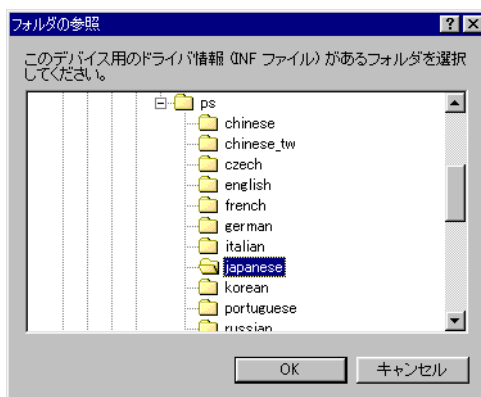 フォルダの参照
このデバイス用のドライバ情報 (INF ファイル) があるフォルダを選択
してください。
ps
chinese
chinese_tw
czech
english
french
german
italian
japanese
korean
portuguese
russian
OK キャンセル